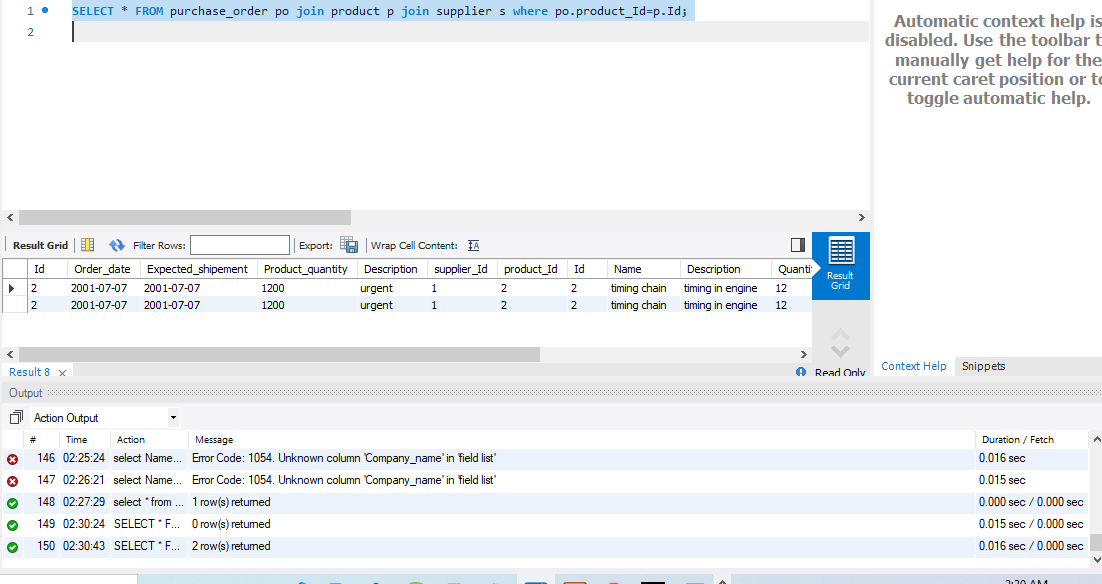 1 SELECT * FROM purchase_order po join product p join supplier s where po.product_Id=p.Id;
2
Automatic context help is
disabled. Use the toolbar t
manually get help for the
current caret position or to
toggle automatic help.
Result Grid Filter Rows: Export: Wrap Cell Content: IA
Id Order_date Expected_shipement Product_quantity Description supplier_Id product_Id Id Name Description Quanti
2 2001-07-07 2001-07-07 1200 urgent 1 2 2 timing chain timing in engine 12
2 2001-07-07 2001-07-07 1200 urgent 1 2 2 timing chain timing in engine 12
Result
Grid
Result 8 x
Read Only
Context Help Snippets
Output
Action Output
# Time Action Message Duration / Fetch
146 02:25:24 select Name... Error Code: 1054. Unknown column 'Company_name' in 'field list' 0.016 sec
147 02:26:21 select Name... Error Code: 1054. Unknown column 'Company_name' in 'field list' 0.015 sec
148 02:27:29 select * from ... 1 row(s) returned 0.000 sec / 0.000 sec
149 02:30:24 SELECT * F... 0 row(s) returned 0.015 sec / 0.000 sec
150 02:30:43 SELECT * F... 2 row(s) returned 0.016 sec / 0.000 sec